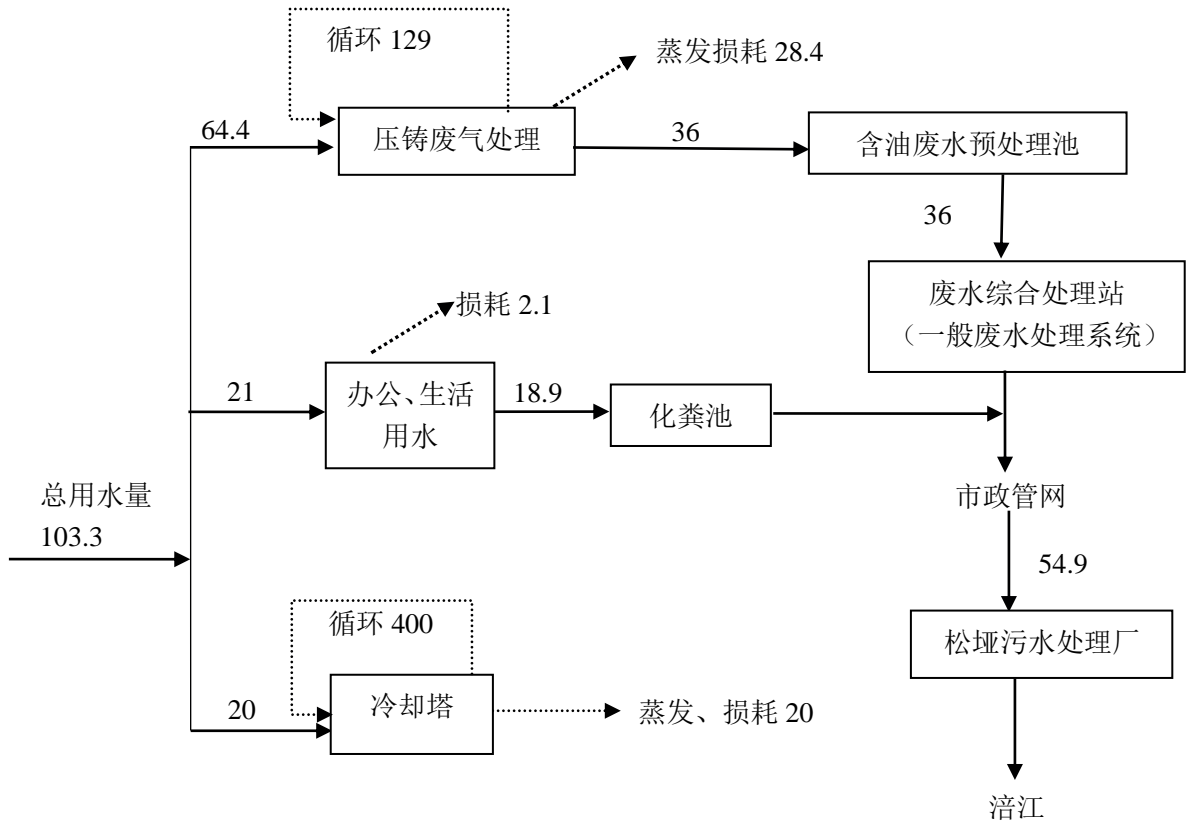 循环 129
蒸发损耗 28.4
64.4
压铸废气处理
36
含油废水预处理池
36
废水综合处理站
（一般废水处理系统）
损耗 2.1
21
办公、生活
用水
18.9
化粪池
总用水量
103.3
市政管网
54.9
循环 400
松垭污水处理厂
20
冷却塔
蒸发、损耗 20
涪江